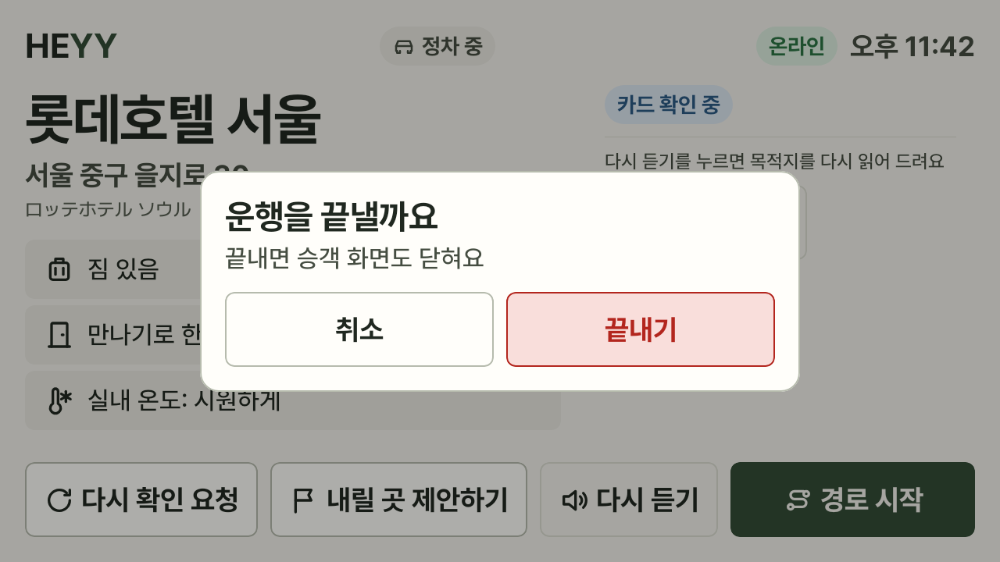 HEYY
정차 중
온라인
오후 11:42
롯데호텔 서울
카드 확인 중
서울 중구 을지로
다시 듣기를 누르면 목적지를 다시 읽어 드려요
ロッテホテル ソウル
운행을 끝낼까요
끝내면 승객 화면도 닫혀요
취소
끝내기
짐 있음
만나기로 한
실내 온도: 시원하게
다시 확인 요청
내릴 곳 제안하기
다시 듣기
경로 시작